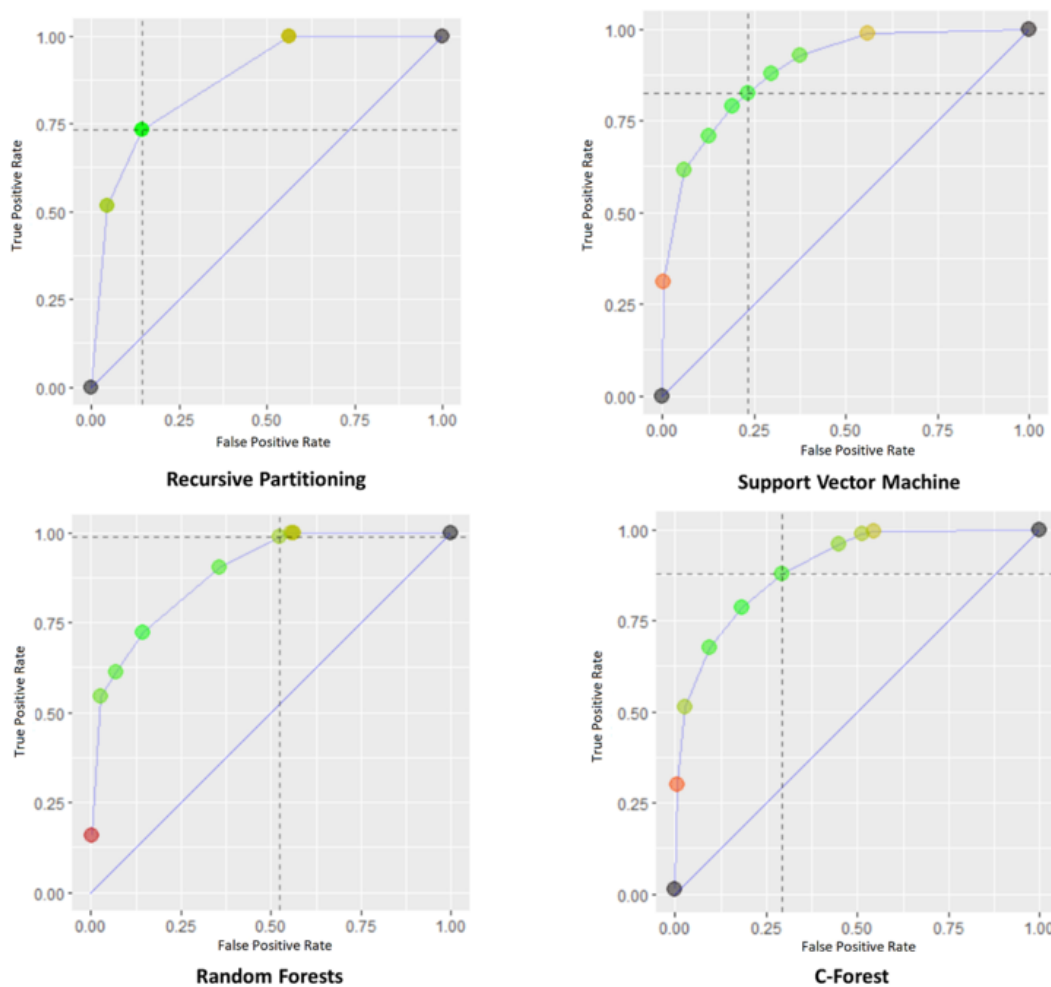 1.00
0.75
0.50
0.25
0.00
True Positive Rate
0.00 0.25 0.50 0.75 1.00
False Positive Rate
Recursive Partitioning
1.00
0.75
0.50
0.25
0.00
True Positive Rate
0.00 0.25 0.50 0.75 1.00
False Positive Rate
Support Vector Machine
1.00
0.75
0.50
0.25
0.00
True Positive Rate
0.00 0.25 0.50 0.75 1.00
False Positive Rate
Random Forests
1.00
0.75
0.50
0.25
0.00
True Positive Rate
0.00 0.25 0.50 0.75 1.00
False Positive Rate
C-Forest